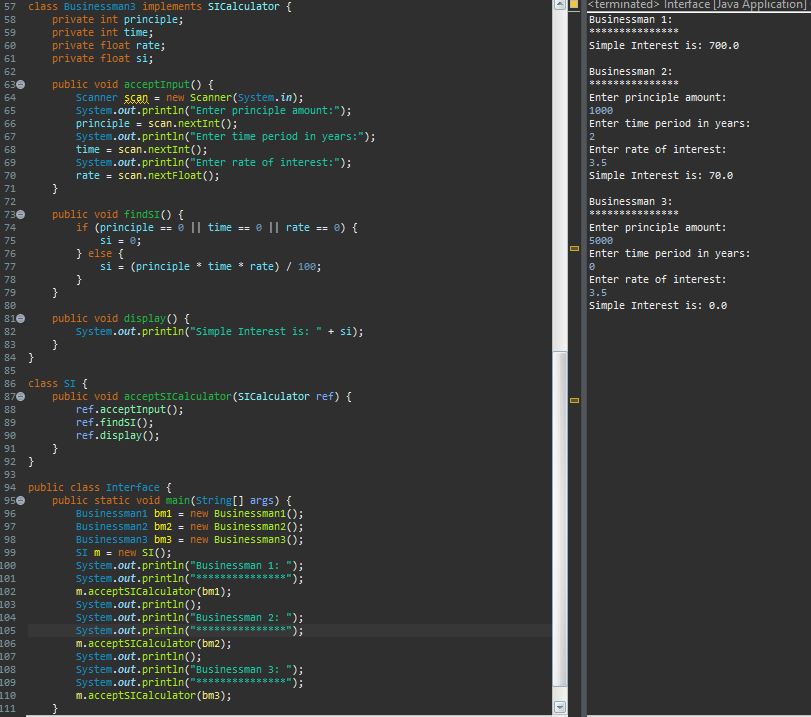 57 class Businessman3 implements SICalculator {
58 private int principle;
59 private int time;
60 private float rate;
61 private float si;
62
63 public void acceptInput() {
64 Scanner scan = new Scanner(System.in);
65 System.out.println("Enter principle amount:");
66 principle = scan.nextInt();
67 System.out.println("Enter time period in years:");
68 time = scan.nextInt();
69 System.out.println("Enter rate of interest:");
70 rate = scan.nextFloat();
71 }
72
73 public void findSI() {
74 if (principle == 0 || time == 0 || rate == 0) {
75 si = 0;
76 } else {
77 si = (principle * time * rate) / 100;
78 }
79 }
80
81 public void display() {
82 System.out.println("Simple Interest is: " + si);
83 }
84 }
85
86 class SI {
87 public void acceptSICalculator(SICalculator ref) {
88 ref.acceptInput();
89 ref.findSI();
90 ref.display();
91 }
92 }
93
94 public class Interface {
95 public static void main(String[] args) {
96 Businessman1 bm1 = new Businessman1();
97 Businessman2 bm2 = new Businessman2();
98 Businessman3 bm3 = new Businessman3();
99 SI m = new SI();
100 System.out.println("Businessman 1: ");
101 System.out.println("***************");
102 m.acceptSICalculator(bm1);
103 System.out.println();
104 System.out.println("Businessman 2: ");
105 System.out.println("***************");
106 m.acceptSICalculator(bm2);
107 System.out.println();
108 System.out.println("Businessman 3: ");
109 System.out.println("***************");
110 m.acceptSICalculator(bm3);
111 }
<terminated> Interface [Java Application]
Businessman 1:
***************
Simple Interest is: 700.0

Businessman 2:
***************
Enter principle amount:
1000
Enter time period in years:
2
Enter rate of interest:
3.5
Simple Interest is: 70.0

Businessman 3:
***************
Enter principle amount:
5000
Enter time period in years:
0
Enter rate of interest:
3.5
Simple Interest is: 0.0